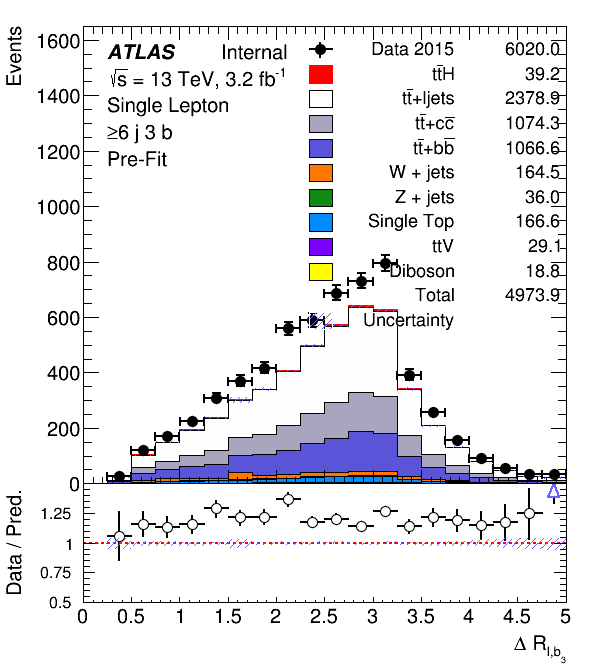 Events
1600
1400
1200
1000
800
600
400
200
0
ATLAS Internal
√s = 13 TeV, 3.2 fb-1
Single Lepton
≥6 j 3 b
Pre-Fit
Data 2015 6020.0
tt̄H 39.2
tt̄+ljets 2378.9
tt̄+cc̄ 1074.3
tt̄+bb̄ 1066.6
W + jets 164.5
Z + jets 36.0
Single Top 166.6
ttV 29.1
Diboson 18.8
Total 4973.9
Uncertainty
Data / Pred.
1.25
1
0.75
0.5
0 0.5 1 1.5 2 2.5 3 3.5 4 4.5 5
Δ Rl,b3